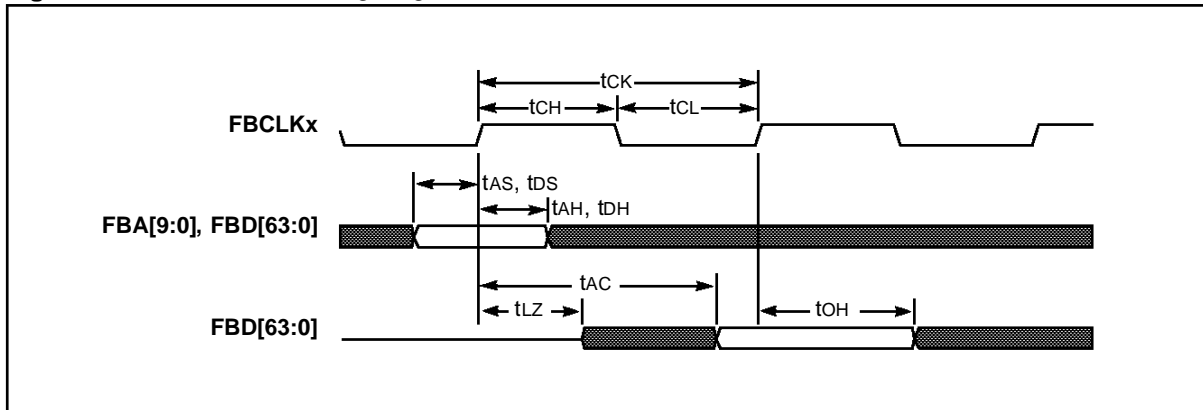 tCK
tCH tCL
FBCLKx
tAS, tDS
tAH, tDH
FBA[9:0], FBD[63:0]
tAC
tLZ tOH
FBD[63:0]